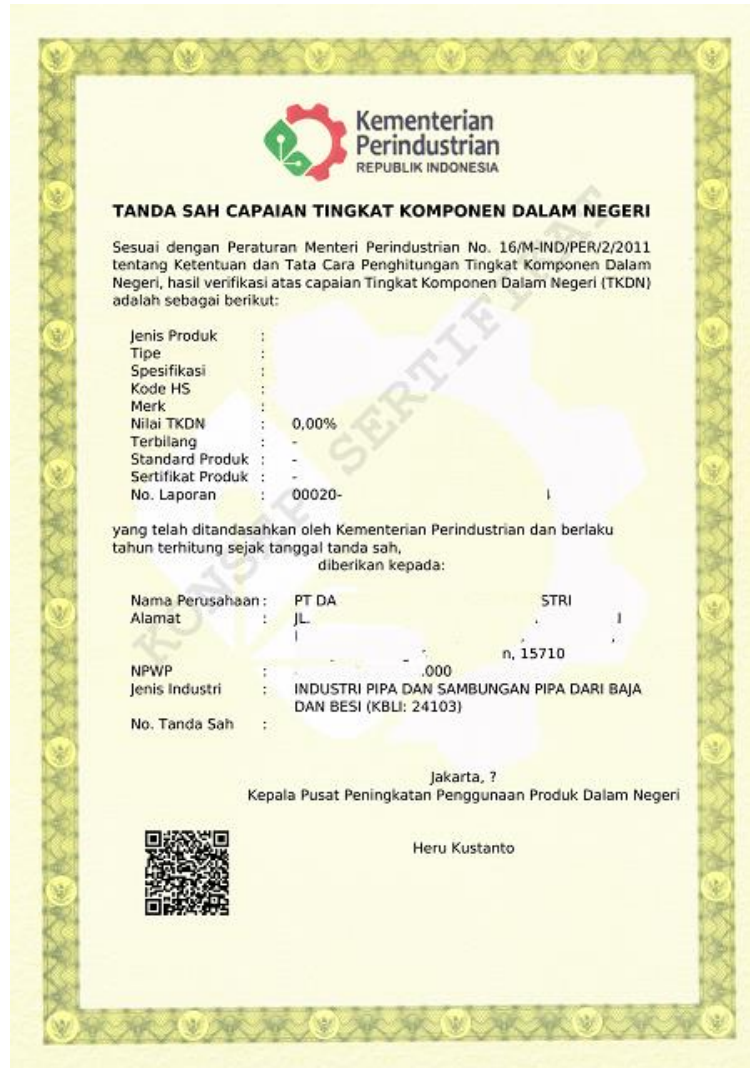 Kementerian
Perindustrian
REPUBLIK INDONESIA
TANDA SAH CAPAIAN TINGKAT KOMPONEN DALAM NEGERI
Sesuai dengan Peraturan Menteri Perindustrian No. 16/M-IND/PER/2/2011
tentang Ketentuan dan Tata Cara Penghitungan Tingkat Komponen Dalam
Negeri, hasil verifikasi atas capaian Tingkat Komponen Dalam Negeri (TKDN)
adalah sebagai berikut:
Jenis Produk :
Tipe :
Spesifikasi :
Kode HS :
Merk :
Nilai TKDN : 0,00%
Terbilang : -
Standard Produk : -
Sertifikat Produk : -
No. Laporan : 00020-
yang telah ditandasahkan oleh Kementerian Perindustrian dan berlaku
tahun terhitung sejak tanggal tanda sah,
diberikan kepada:
Nama Perusahaan : PT DA STRI
Alamat : JL.
n, 15710
NPWP : .000
Jenis Industri : INDUSTRI PIPA DAN SAMBUNGAN PIPA DARI BAJA
DAN BESI (KBLI: 24103)
No. Tanda Sah :
Jakarta, ?
Kepala Pusat Peningkatan Penggunaan Produk Dalam Negeri
Heru Kustanto
KONSEP SERTIFIKAT